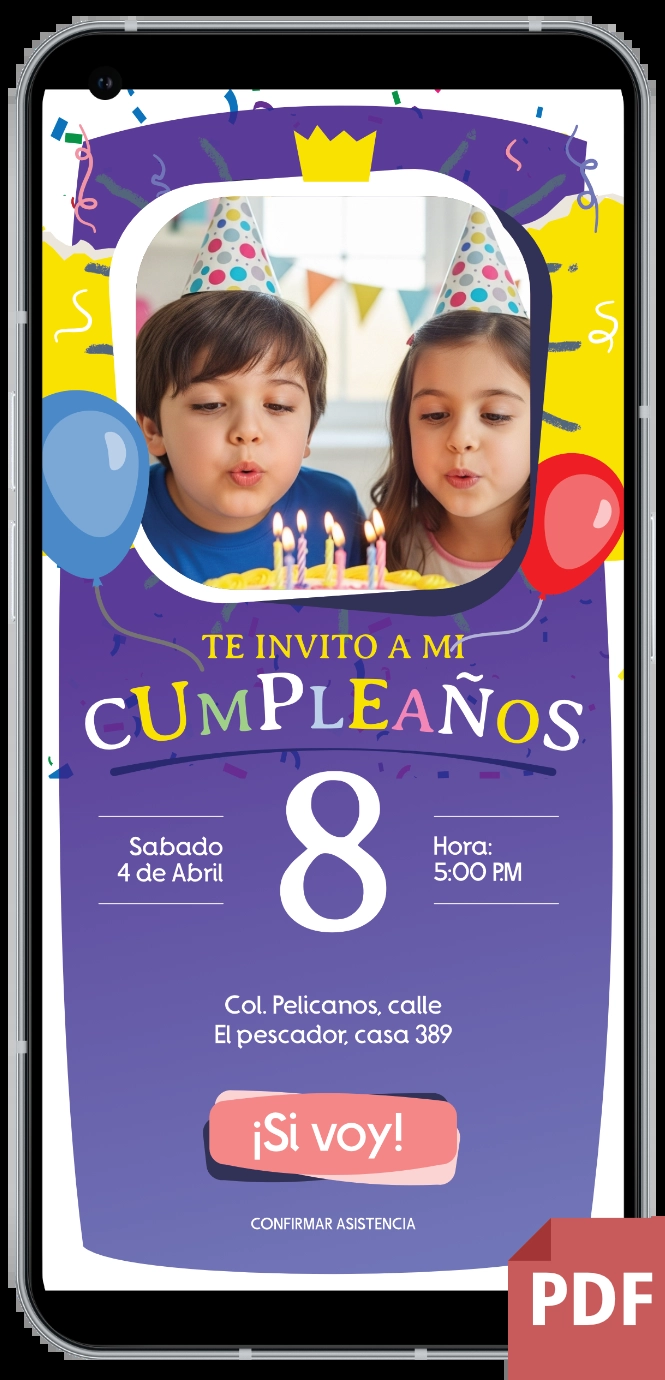 TE INVITO A MI
CUMPLEAÑOS
8
Sabado
4 de Abril
Hora:
5:00 P.M
Col. Pelicanos, calle
El pescador, casa 389
¡Si voy!
CONFIRMAR ASISTENCIA
PDF